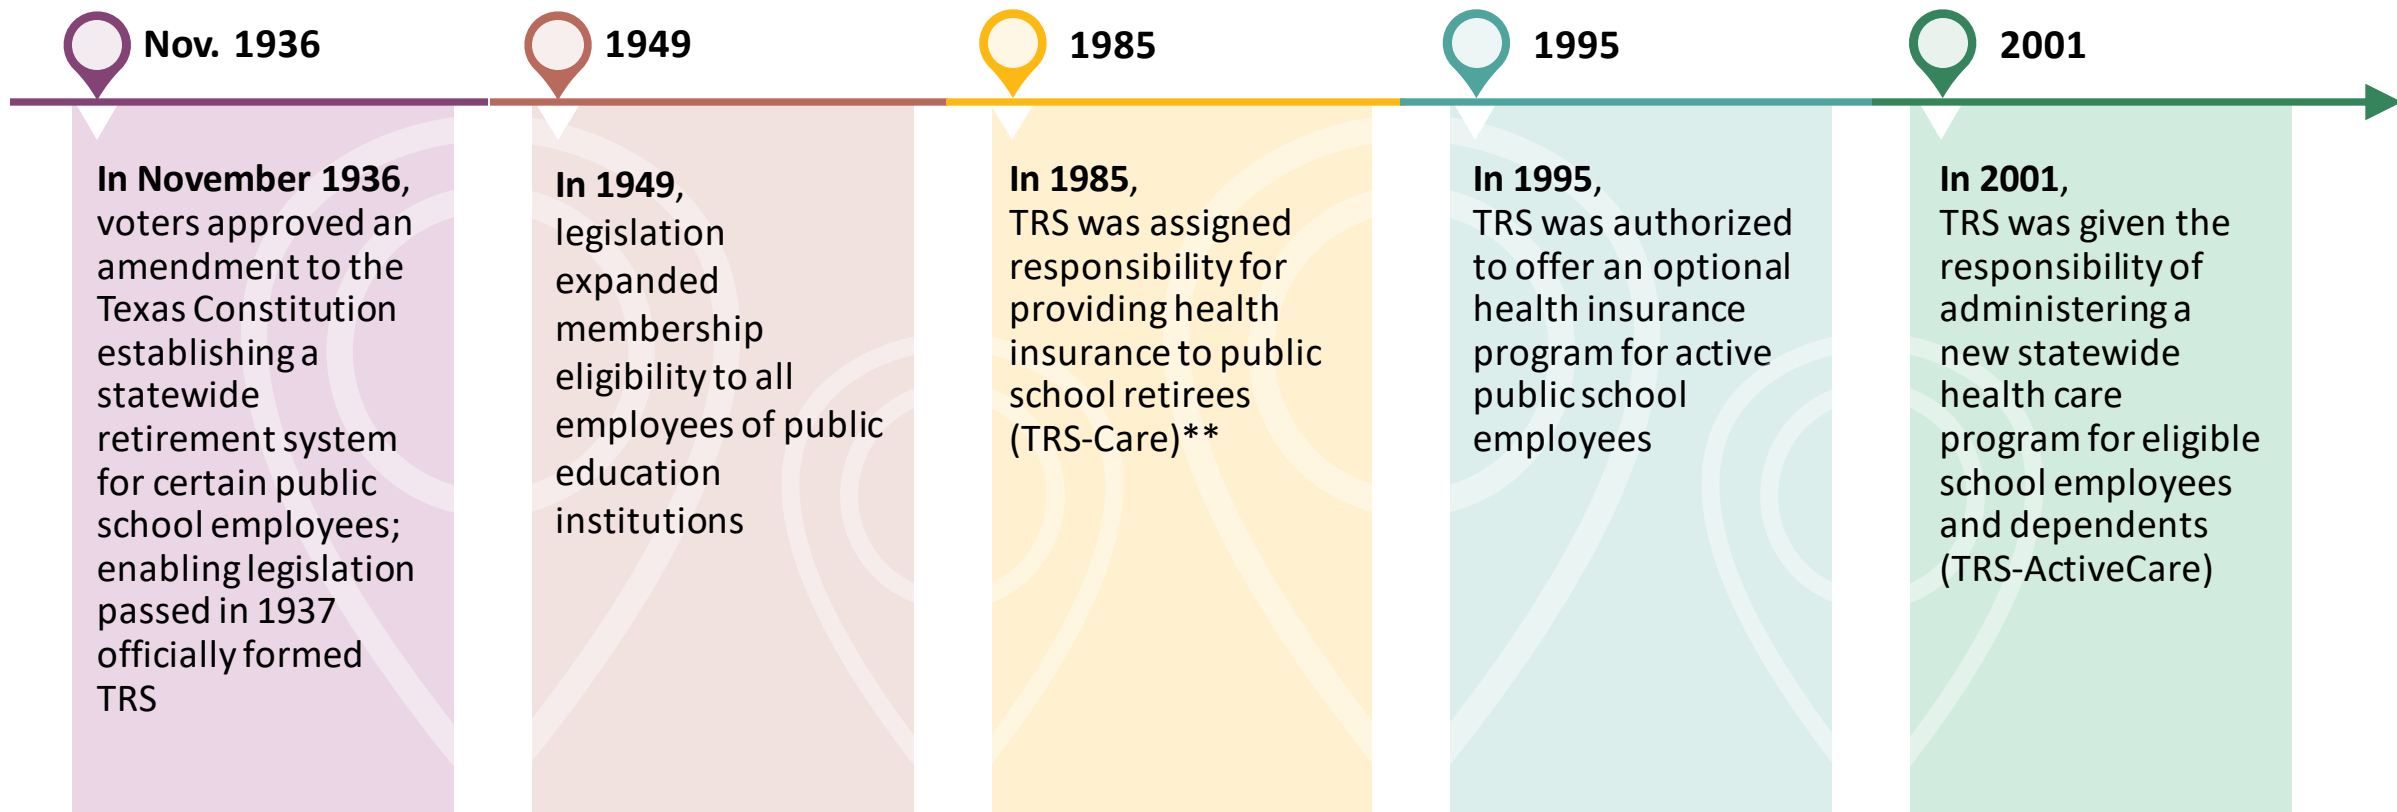 Nov. 1936
1949
1985
1995
2001
In November 1936,
voters approved an
amendment to the
Texas Constitution
establishing a
statewide
retirement system
for certain public
school employees;
enabling legislation
passed in 1937
officially formed
TRS
In 1949,
legislation
expanded
membership
eligibility to all
employees of public
education
institutions
In 1985,
TRS was assigned
responsibility for
providing health
insurance to public
school retirees
(TRS-Care)**
In 1995,
TRS was authorized
to offer an optional
health insurance
program for active
public school
employees
In 2001,
TRS was given the
responsibility of
administering a
new statewide
health care
program for eligible
school employees
and dependents
(TRS-ActiveCare)